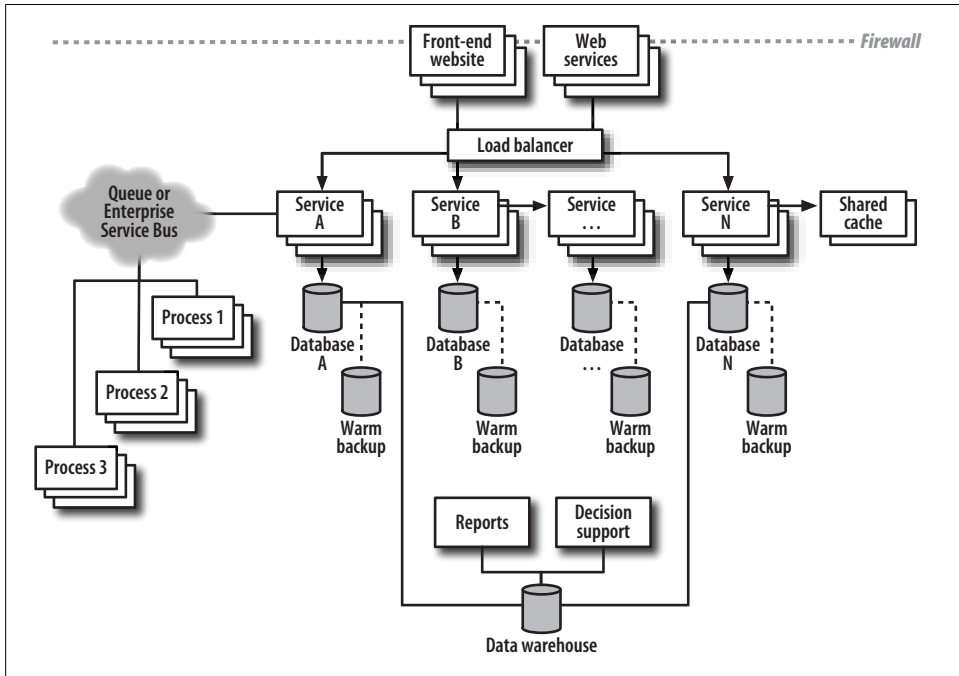 Front-end
website
Web
services
Firewall
Load balancer
Queue or
Enterprise
Service Bus
Service
A
Service
B
Service
...
Service
N
Shared
cache
Process 1
Process 2
Process 3
Database
A
Database
B
Database
...
Database
N
Warm
backup
Warm
backup
Warm
backup
Warm
backup
Reports
Decision
support
Data warehouse